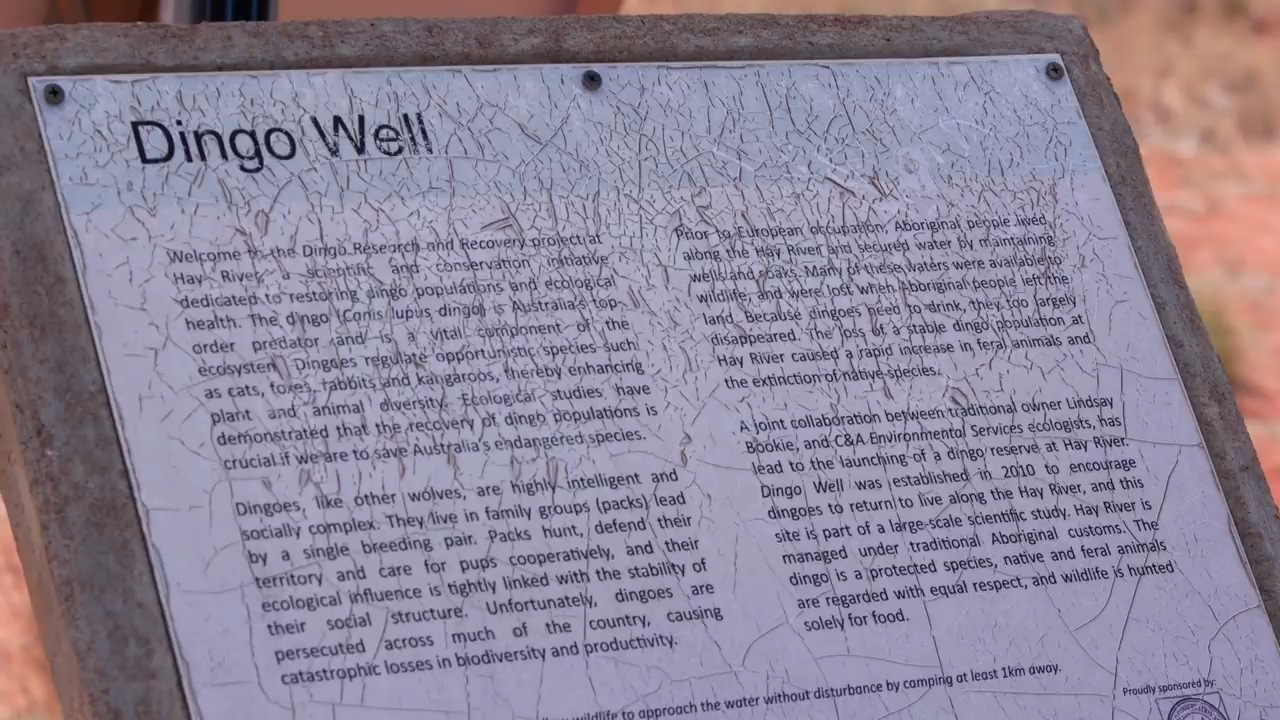 Dingo Well
Welcome to the Dingo Research and Recovery project at
Hay River, a scientific and conservation initiative
dedicated to restoring dingo populations and ecological
health. The dingo (Canis lupus dingo) is Australia's top-
order predator and is a vital component of the
ecosystem. Dingoes regulate opportunistic species such
as cats, foxes, rabbits and kangaroos, thereby enhancing
plant and animal diversity. Ecological studies have
demonstrated that the recovery of dingo populations is
crucial if we are to save Australia's endangered species.
Dingoes, like other wolves, are highly intelligent and
socially complex. They live in family groups (packs) lead
by a single breeding pair. Packs hunt, defend their
territory and care for pups cooperatively, and their
ecological influence is tightly linked with the stability of
their social structure. Unfortunately, dingoes are
persecuted across much of the country, causing
catastrophic losses in biodiversity and productivity.
Prior to European occupation, Aboriginal people lived
along the Hay River and secured water by maintaining
wells and soaks. Many of these waters were available to
wildlife, and were lost when Aboriginal people left the
land. Because dingoes need to drink, they too largely
disappeared. The loss of a stable dingo population at
Hay River caused a rapid increase in feral animals and
the extinction of native species.
A joint collaboration between traditional owner Lindsay
Bookie, and C&A Environmental Services ecologists, has
lead to the launching of a dingo reserve at Hay River.
Dingo Well was established in 2010 to encourage
dingoes to return to live along the Hay River, and this
site is part of a large-scale scientific study. Hay River is
managed under traditional Aboriginal customs. The
dingo is a protected species, native and feral animals
are regarded with equal respect, and wildlife is hunted
solely for food.
wildlife to approach the water without disturbance by camping at least 1km away.
Proudly sponsored by: